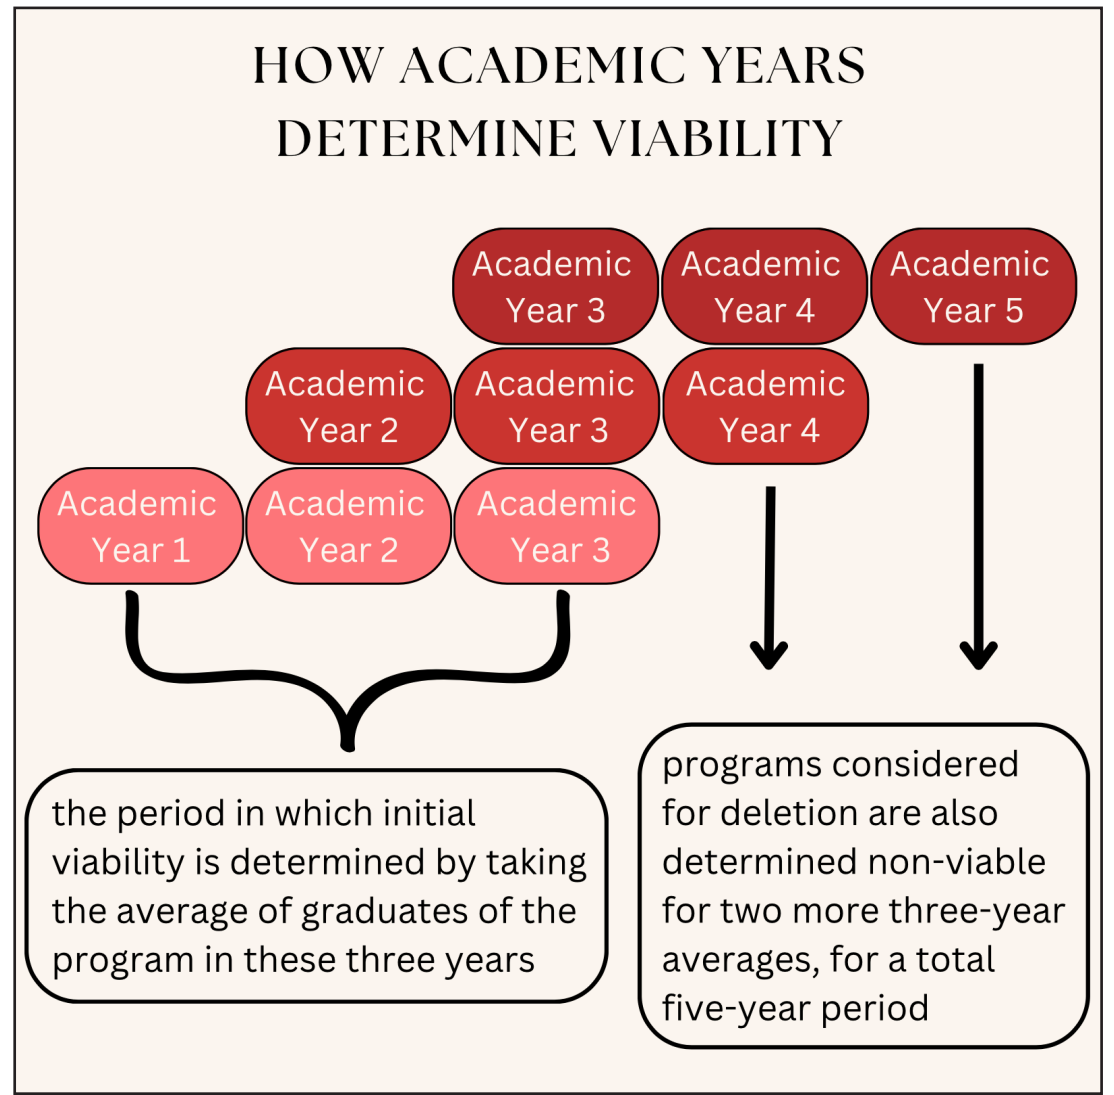 HOW ACADEMIC YEARS
DETERMINE VIABILITY
Academic
Year 3
Academic
Year 4
Academic
Year 5
Academic
Year 2
Academic
Year 3
Academic
Year 4
Academic
Year 1
Academic
Year 2
Academic
Year 3
the period in which initial
viability is determined by taking
the average of graduates of the
program in these three years
programs considered
for deletion are also
determined non-viable
for two more three-year
averages, for a total
five-year period